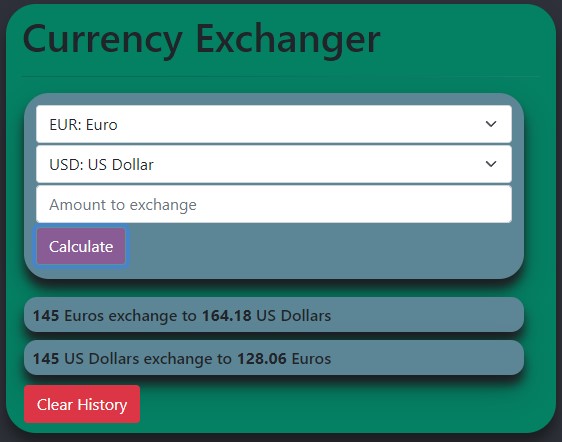 Currency Exchanger
EUR: Euro
USD: US Dollar
Amount to exchange
Calculate
145 Euros exchange to 164.18 US Dollars
145 US Dollars exchange to 128.06 Euros
Clear History